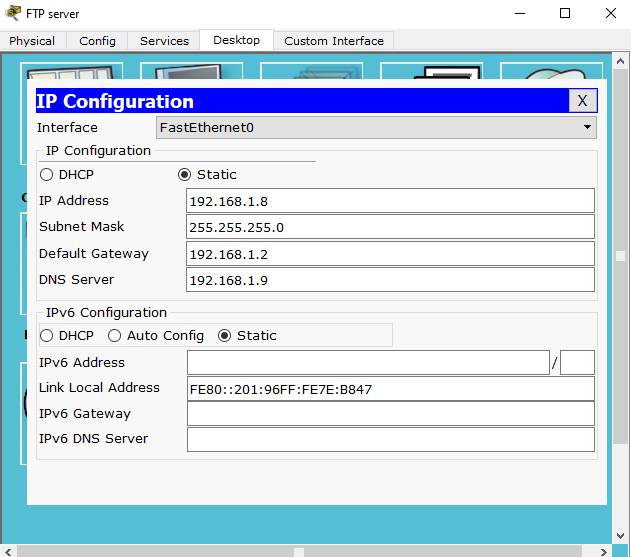 FTP server
Physical Config Services Desktop Custom Interface
IP Configuration X
Interface FastEthernet0
IP Configuration
DHCP Static
IP Address 192.168.1.8
Subnet Mask 255.255.255.0
Default Gateway 192.168.1.2
DNS Server 192.168.1.9
IPv6 Configuration
DHCP Auto Config Static
IPv6 Address /
Link Local Address FE80::201:96FF:FE7E:B847
IPv6 Gateway
IPv6 DNS Server